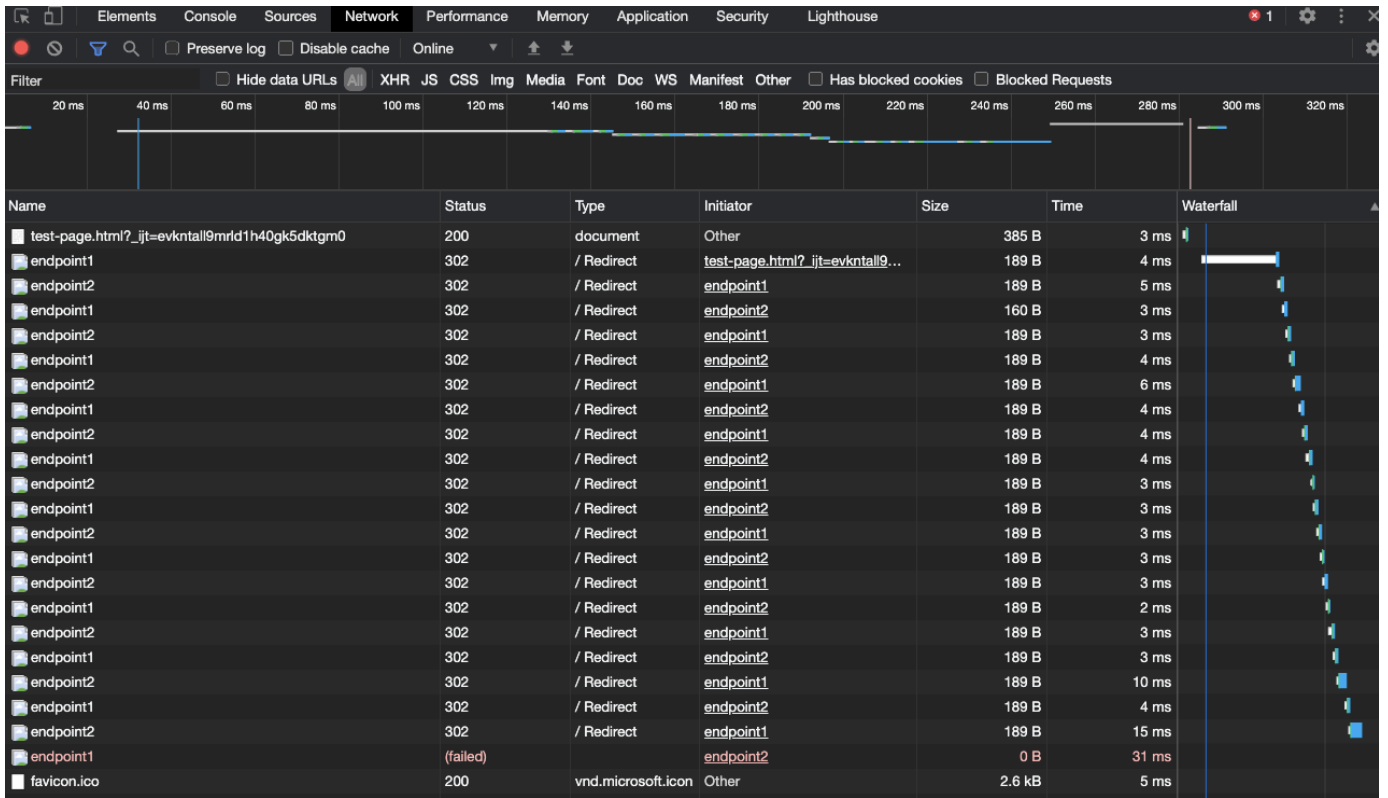 Elements Console Sources Network Performance Memory Application Security Lighthouse 1
Preserve log Disable cache Online
Filter Hide data URLs All XHR JS CSS Img Media Font Doc WS Manifest Other Has blocked cookies Blocked Requests
20 ms 40 ms 60 ms 80 ms 100 ms 120 ms 140 ms 160 ms 180 ms 200 ms 220 ms 240 ms 260 ms 280 ms 300 ms 320 ms
Name Status Type Initiator Size Time Waterfall
test-page.html?_ijt=evkntall9mrld1h40gk5dktgm0 200 document Other 385 B 3 ms
endpoint1 302 / Redirect test-page.html?_ijt=evkntall9... 189 B 4 ms
endpoint2 302 / Redirect endpoint1 189 B 5 ms
endpoint1 302 / Redirect endpoint2 160 B 3 ms
endpoint2 302 / Redirect endpoint1 189 B 3 ms
endpoint1 302 / Redirect endpoint2 189 B 4 ms
endpoint2 302 / Redirect endpoint1 189 B 6 ms
endpoint1 302 / Redirect endpoint2 189 B 4 ms
endpoint2 302 / Redirect endpoint1 189 B 4 ms
endpoint1 302 / Redirect endpoint2 189 B 4 ms
endpoint2 302 / Redirect endpoint1 189 B 3 ms
endpoint1 302 / Redirect endpoint2 189 B 3 ms
endpoint2 302 / Redirect endpoint1 189 B 3 ms
endpoint1 302 / Redirect endpoint2 189 B 3 ms
endpoint2 302 / Redirect endpoint1 189 B 3 ms
endpoint1 302 / Redirect endpoint2 189 B 2 ms
endpoint2 302 / Redirect endpoint1 189 B 3 ms
endpoint1 302 / Redirect endpoint2 189 B 3 ms
endpoint2 302 / Redirect endpoint1 189 B 10 ms
endpoint1 302 / Redirect endpoint2 189 B 4 ms
endpoint2 302 / Redirect endpoint1 189 B 15 ms
endpoint1 (failed) endpoint2 0 B 31 ms
favicon.ico 200 vnd.microsoft.icon Other 2.6 kB 5 ms